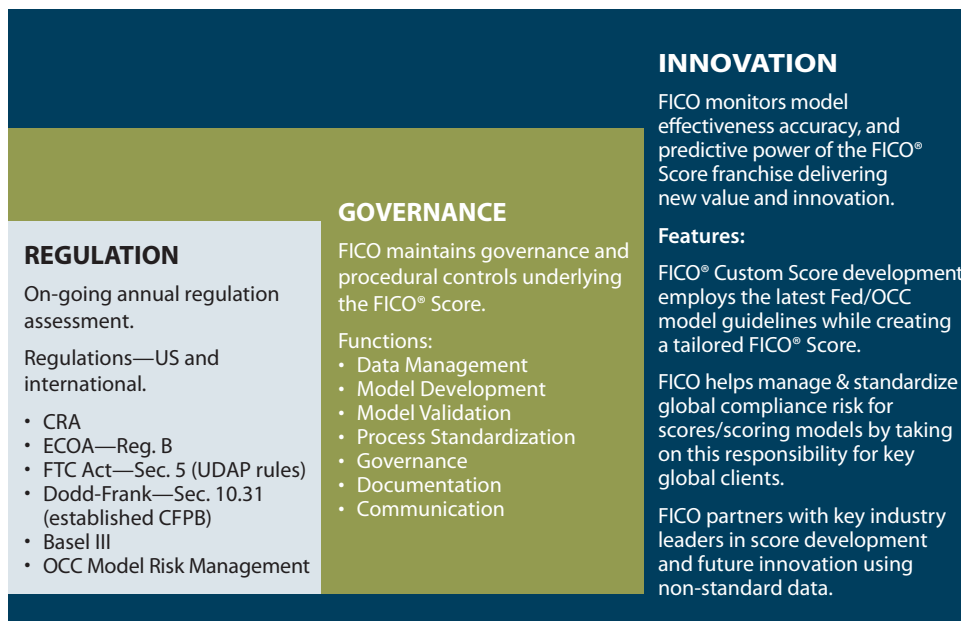 REGULATION
On-going annual regulation
assessment.
Regulations—US and
international.
• CRA
• ECOA—Reg. B
• FTC Act—Sec. 5 (UDAP rules)
• Dodd-Frank—Sec. 10.31
(established CFPB)
• Basel III
• OCC Model Risk Management
GOVERNANCE
FICO maintains governance and
procedural controls underlying
the FICO® Score.
Functions:
• Data Management
• Model Development
• Model Validation
• Process Standardization
• Governance
• Documentation
• Communication
INNOVATION
FICO monitors model
effectiveness accuracy, and
predictive power of the FICO®
Score franchise delivering
new value and innovation.
Features:
FICO® Custom Score development
employs the latest Fed/OCC
model guidelines while creating
a tailored FICO® Score.
FICO helps manage & standardize
global compliance risk for
scores/scoring models by taking
on this responsibility for key
global clients.
FICO partners with key industry
leaders in score development
and future innovation using
non-standard data.